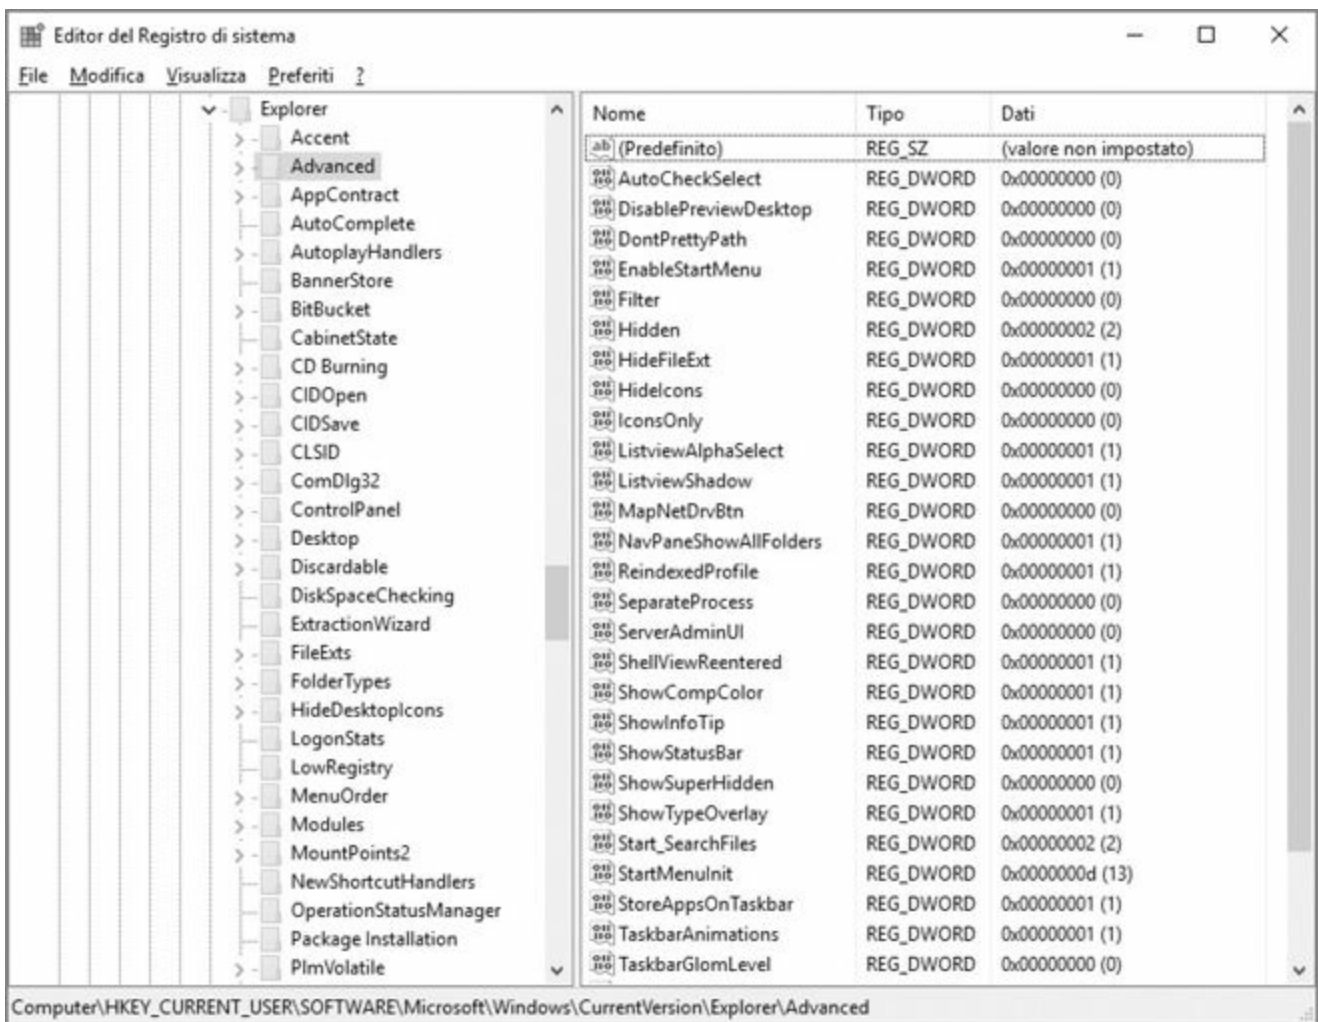 Editor del Registro di sistema
File Modifica Visualizza Preferiti ?
Explorer
Accent
Advanced
AppContract
AutoComplete
AutoplayHandlers
BannerStore
BitBucket
CabinetState
CD Burning
CIDOpen
CIDSave
CLSID
ComDlg32
ControlPanel
Desktop
Discardable
DiskSpaceChecking
ExtractionWizard
FileExts
FolderTypes
HideDesktopIcons
LogonStats
LowRegistry
MenuOrder
Modules
MountPoints2
NewShortcutHandlers
OperationStatusManager
Package Installation
PlmVolatile
Nome Tipo Dati
(Predefinito) REG_SZ (valore non impostato)
AutoCheckSelect REG_DWORD 0x00000000 (0)
DisablePreviewDesktop REG_DWORD 0x00000000 (0)
DontPrettyPath REG_DWORD 0x00000000 (0)
EnableStartMenu REG_DWORD 0x00000001 (1)
Filter REG_DWORD 0x00000000 (0)
Hidden REG_DWORD 0x00000002 (2)
HideFileExt REG_DWORD 0x00000001 (1)
HideIcons REG_DWORD 0x00000000 (0)
IconsOnly REG_DWORD 0x00000000 (0)
ListviewAlphaSelect REG_DWORD 0x00000001 (1)
ListviewShadow REG_DWORD 0x00000001 (1)
MapNetDrvBtn REG_DWORD 0x00000000 (0)
NavPaneShowAllFolders REG_DWORD 0x00000001 (1)
ReindexedProfile REG_DWORD 0x00000001 (1)
SeparateProcess REG_DWORD 0x00000000 (0)
ServerAdminUI REG_DWORD 0x00000000 (0)
ShellViewReentered REG_DWORD 0x00000001 (1)
ShowCompColor REG_DWORD 0x00000001 (1)
ShowInfoTip REG_DWORD 0x00000001 (1)
ShowStatusBar REG_DWORD 0x00000001 (1)
ShowSuperHidden REG_DWORD 0x00000000 (0)
ShowTypeOverlay REG_DWORD 0x00000001 (1)
Start_SearchFiles REG_DWORD 0x00000002 (2)
StartMenuInit REG_DWORD 0x0000000d (13)
StoreAppsOnTaskbar REG_DWORD 0x00000001 (1)
TaskbarAnimations REG_DWORD 0x00000001 (1)
TaskbarGlomLevel REG_DWORD 0x00000000 (0)
Computer\HKEY_CURRENT_USER\SOFTWARE\Microsoft\Windows\CurrentVersion\Explorer\Advanced